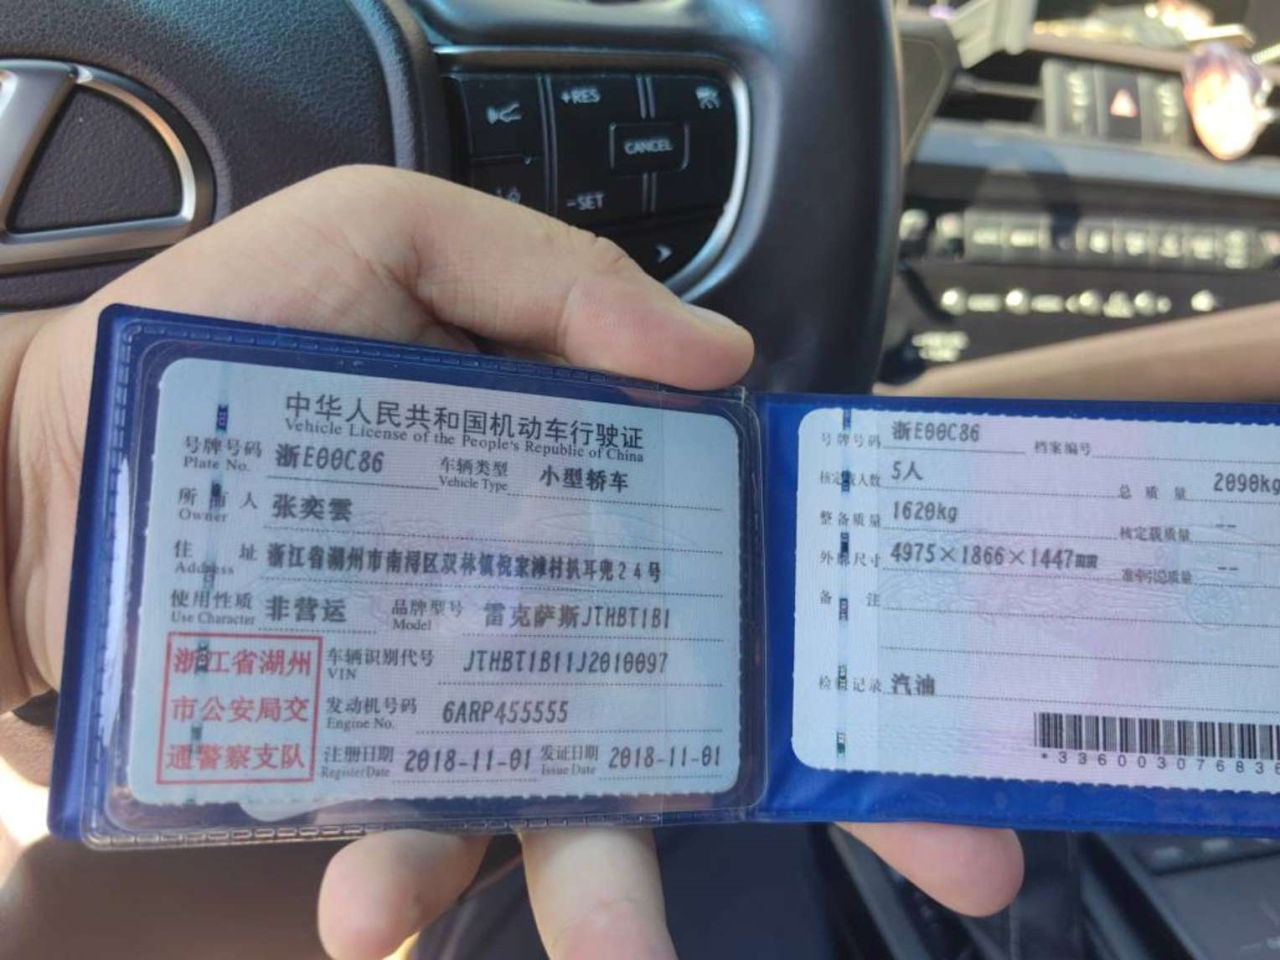 +RES
CANCEL
-SET
中华人民共和国机动车行驶证
Vehicle License of the People's Republic of China
号牌号码 浙E00C86 车辆类型 小型轿车
Plate No. Vehicle Type
所有人 张奕雲
Owner
住址 浙江省湖州市南浔区双林镇倪家滩村扒耳兜24号
Address
使用性质 非营运 品牌型号 雷克萨斯JTHBT1B1
Use Character Model
浙江省湖州
市公安局交
通警察支队
车辆识别代号 JTHBT1B11J2010097
VIN
发动机号码 6ARP455555
Engine No.
注册日期 2018-11-01 发证日期 2018-11-01
Register Date Issue Date
号牌号码 浙E00C86 档案编号
核定载人数 5人 总质量 2090kg
整备质量 1620kg 核定载质量 --
外廓尺寸 4975×1866×1447mm 准牵引总质量 --
备注
检验记录 汽油
*336003076836